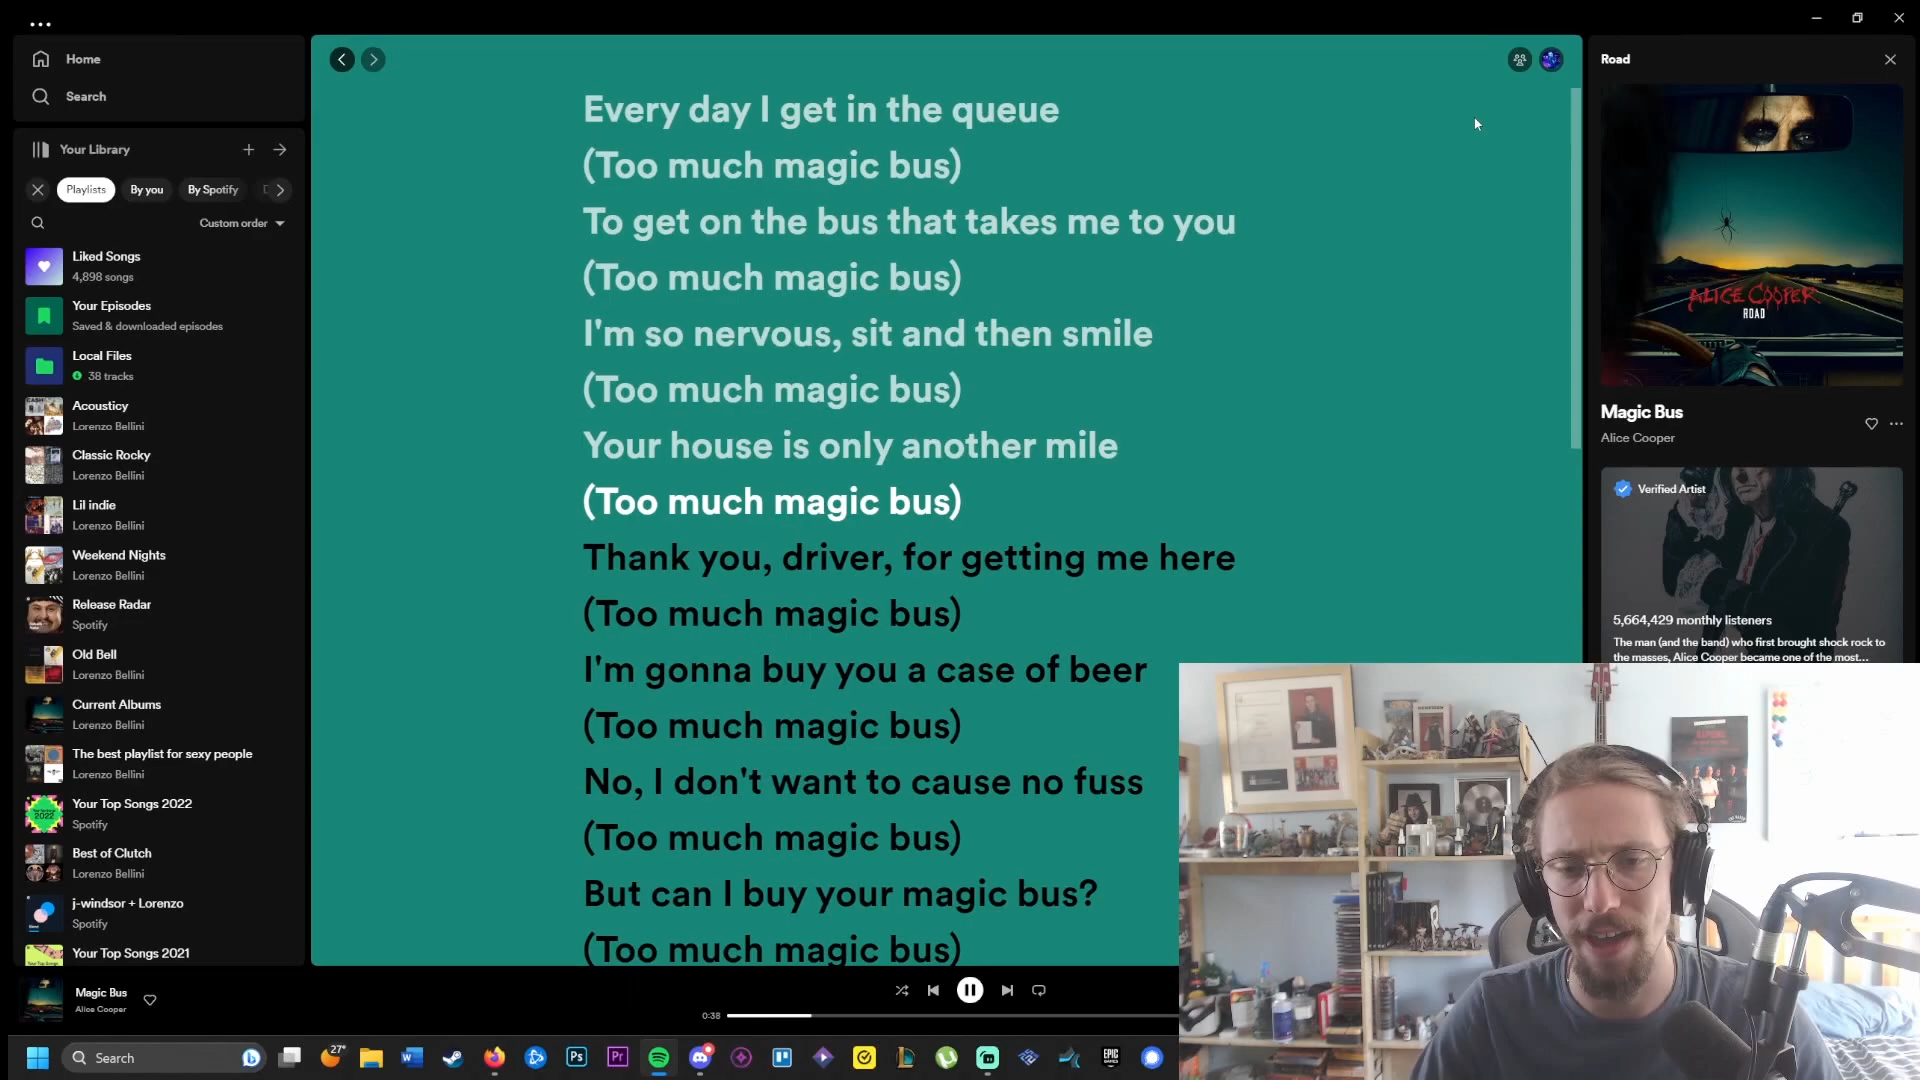 Home
Search
Your Library
Playlists
By you
By Spotify
Custom order
Liked Songs
4,898 songs
Your Episodes
Saved & downloaded episodes
Local Files
38 tracks
Acousticy
Lorenzo Bellini
Classic Rocky
Lorenzo Bellini
Lil indie
Lorenzo Bellini
Weekend Nights
Lorenzo Bellini
Release Radar
Spotify
Old Bell
Lorenzo Bellini
Current Albums
Lorenzo Bellini
The best playlist for sexy people
Lorenzo Bellini
Your Top Songs 2022
Spotify
Best of Clutch
Lorenzo Bellini
j-windsor + Lorenzo
Spotify
Your Top Songs 2021
Magic Bus
Alice Cooper
Every day I get in the queue
(Too much magic bus)
To get on the bus that takes me to you
(Too much magic bus)
I'm so nervous, sit and then smile
(Too much magic bus)
Your house is only another mile
(Too much magic bus)
Thank you, driver, for getting me here
(Too much magic bus)
I'm gonna buy you a case of beer
(Too much magic bus)
No, I don't want to cause no fuss
(Too much magic bus)
But can I buy your magic bus?
(Too much magic bus)
0:38
Road
ALICE COOPER
ROAD
Magic Bus
Alice Cooper
Verified Artist
5,664,429 monthly listeners
The man (and the band) who first brought shock rock to
the masses, Alice Cooper became one of the most...
Search
27°
Ps
Pr
EPIC